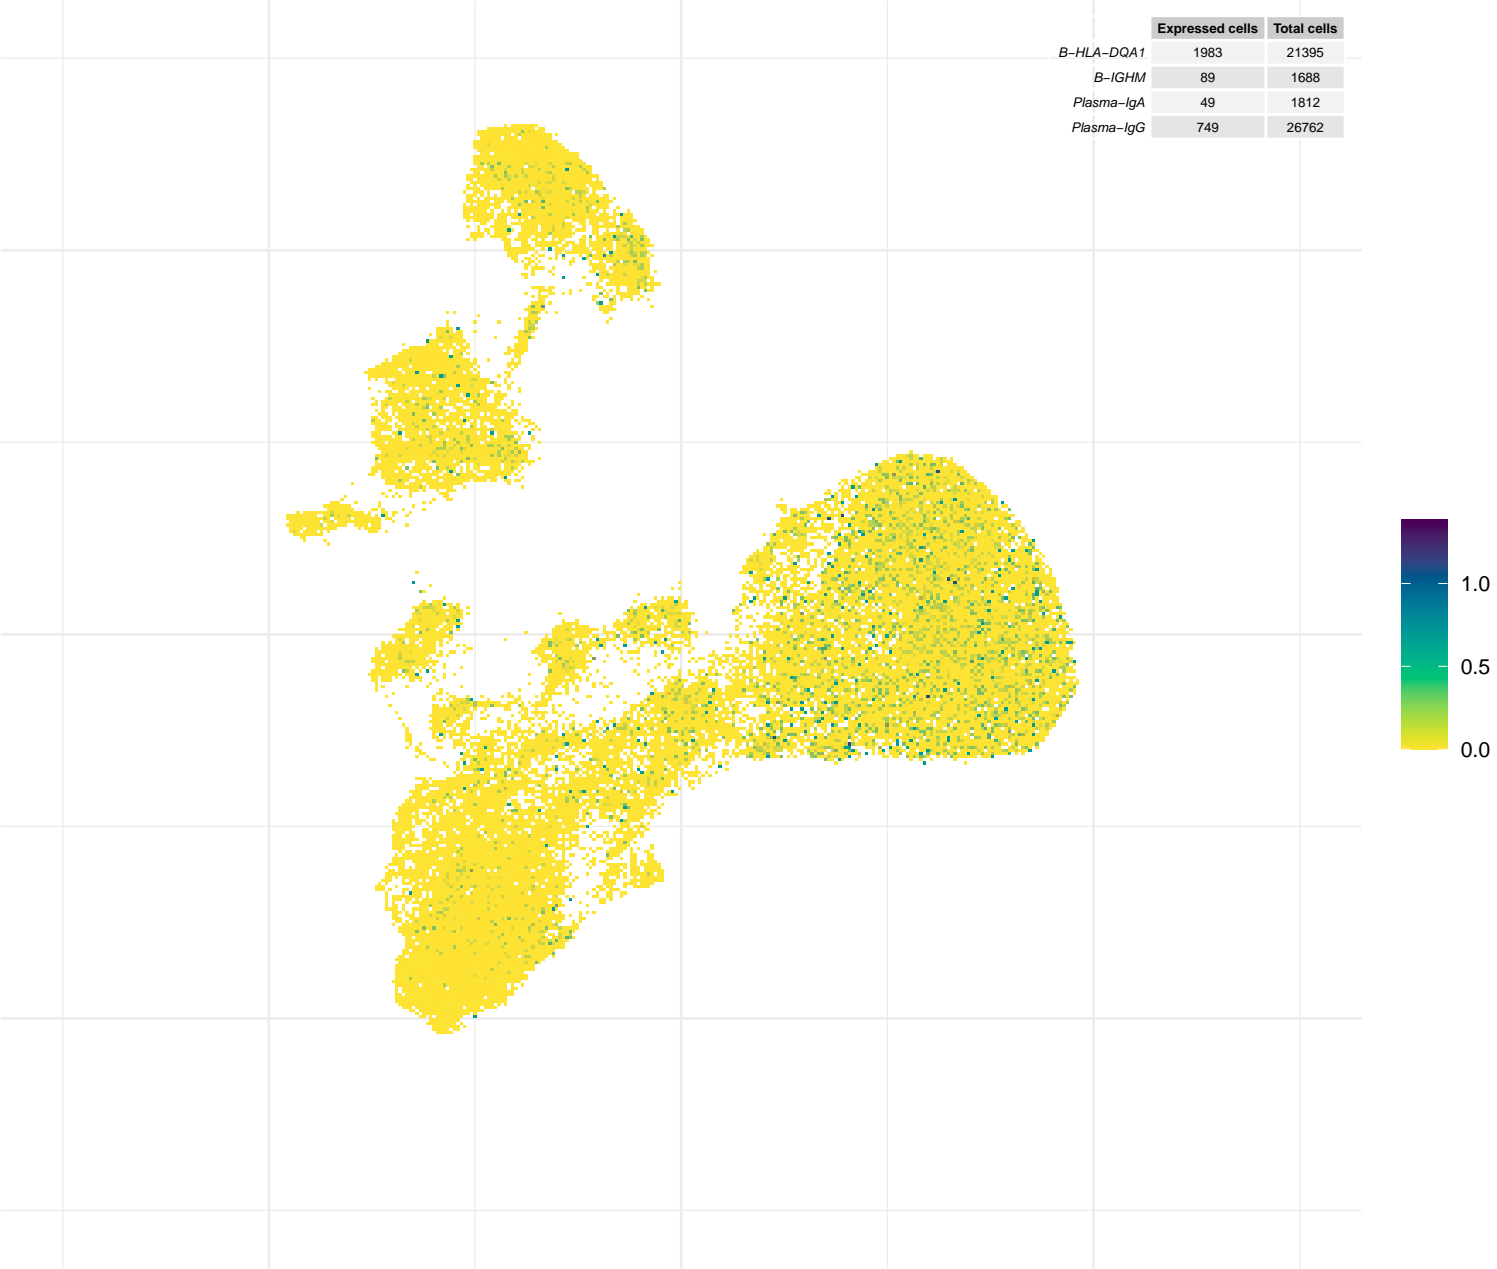 Expressed cells Total cells
B−HLA−DQA1 1983 21395
B−IGHM 89 1688
Plasma−IgA 49 1812
Plasma−IgG 749 26762
1.0
0.5
0.0